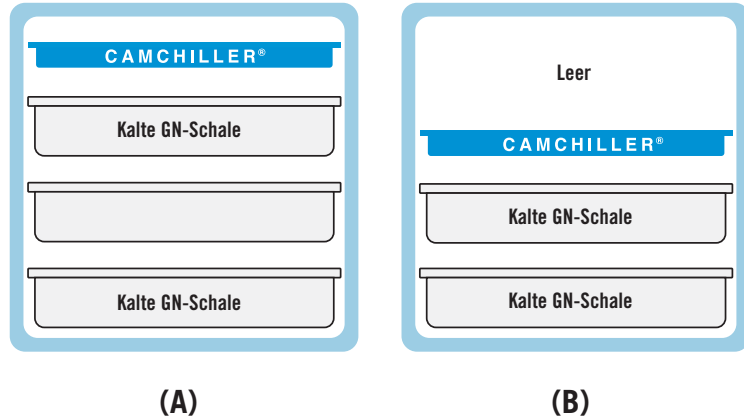 CAMCHILLER®
Kalte GN-Schale
Kalte GN-Schale
(A)
Leer
CAMCHILLER®
Kalte GN-Schale
Kalte GN-Schale
(B)